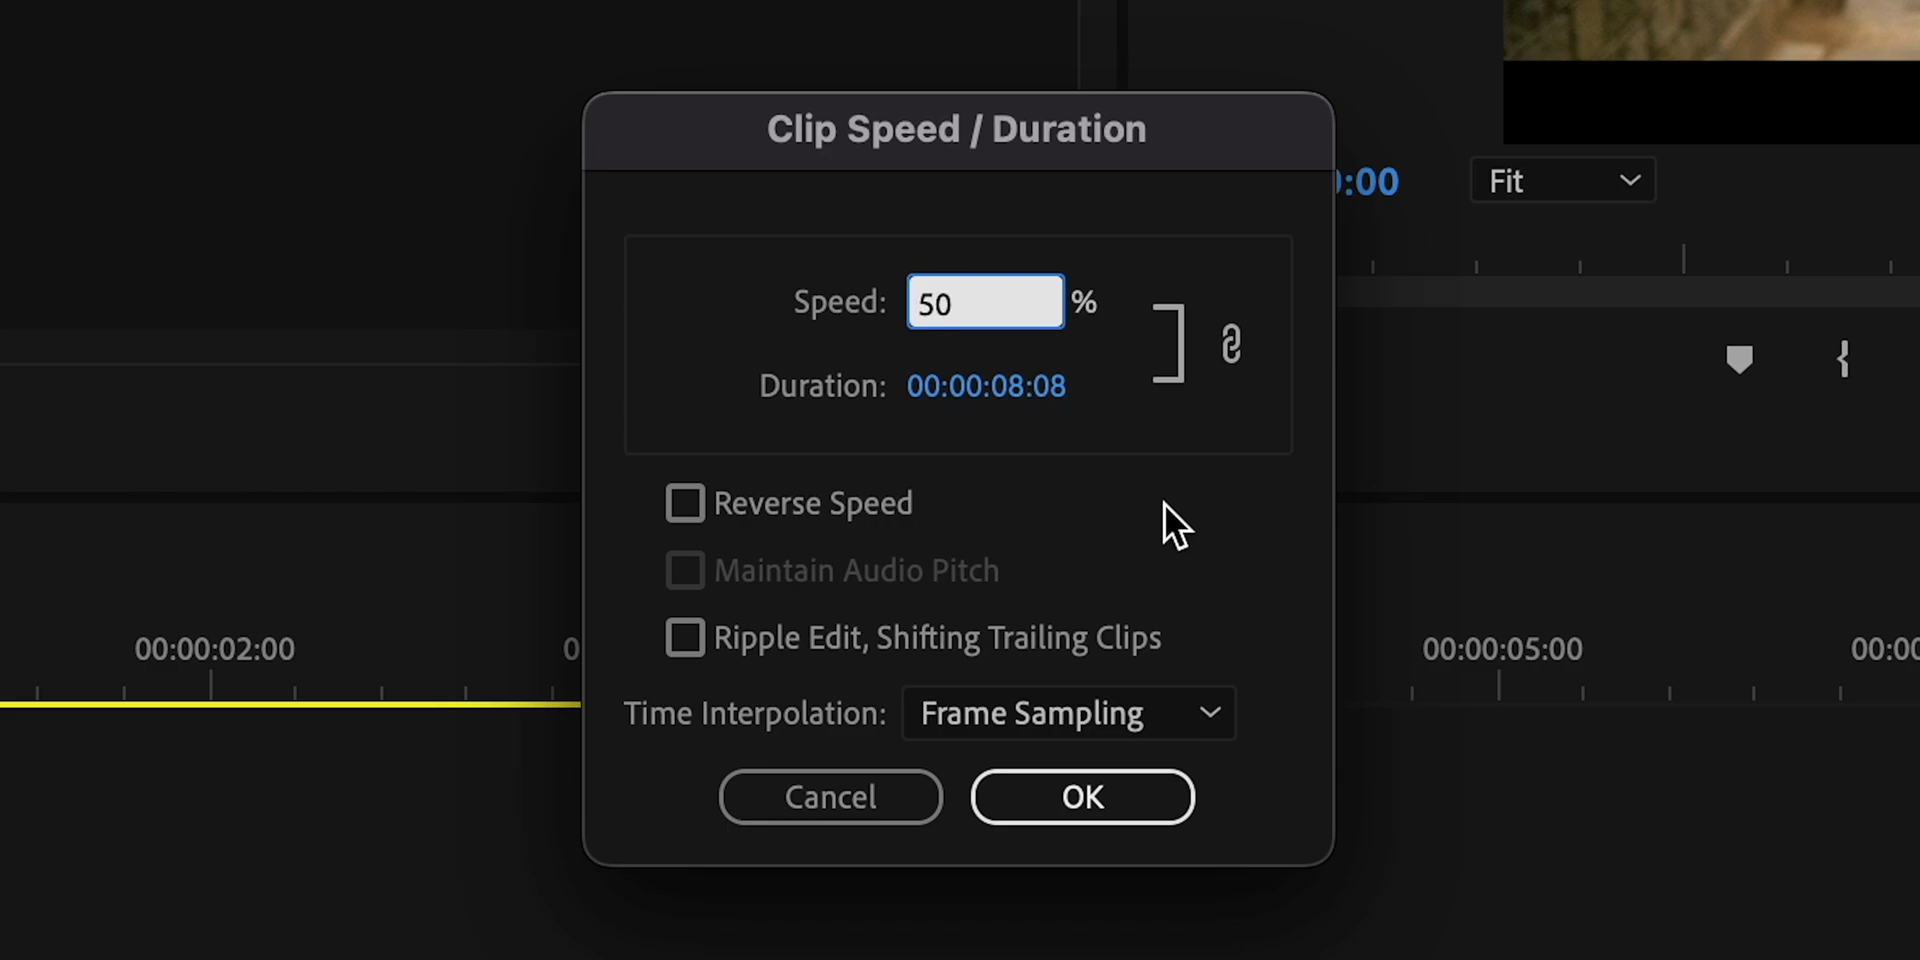 Clip Speed / Duration
:00
Fit
Speed: 50 %
Duration: 00:00:08:08
Reverse Speed
Maintain Audio Pitch
Ripple Edit, Shifting Trailing Clips
00:00:02:00
00:00:05:00
00:00
Time Interpolation: Frame Sampling
Cancel
OK